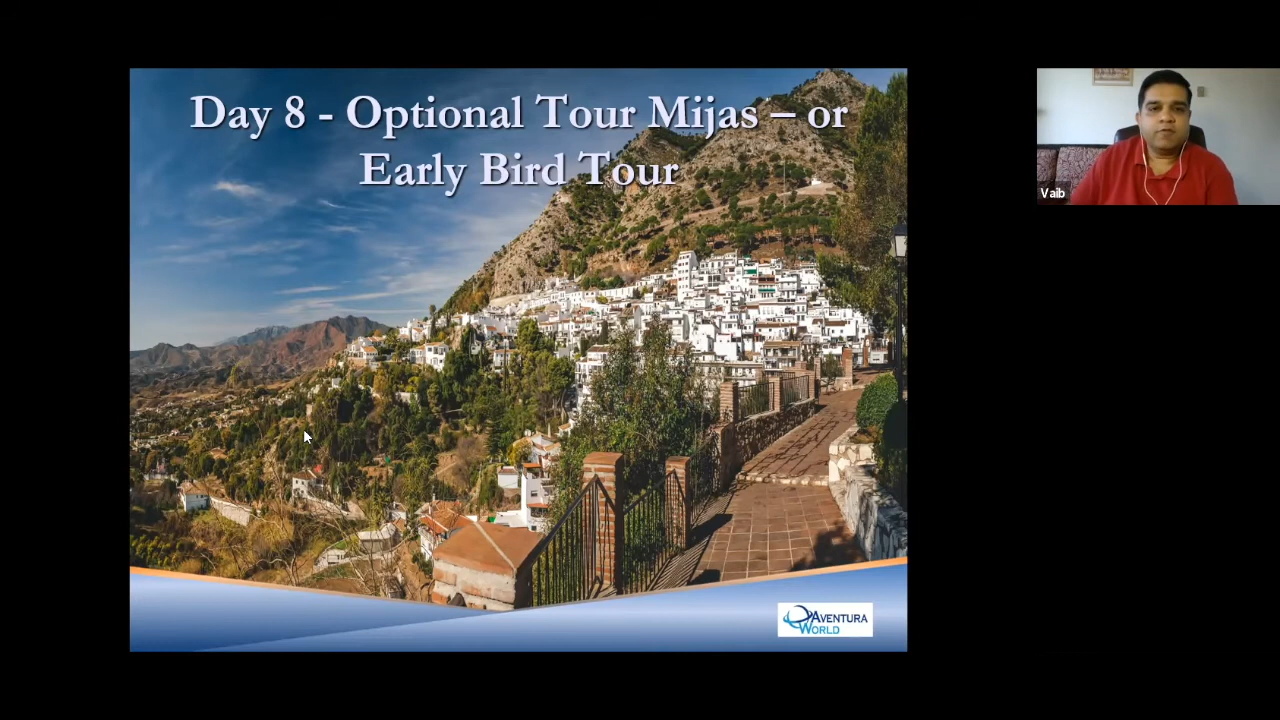 Day 8 - Optional Tour Mijas – or
Early Bird Tour
Vaib
AVENTURA
WORLD